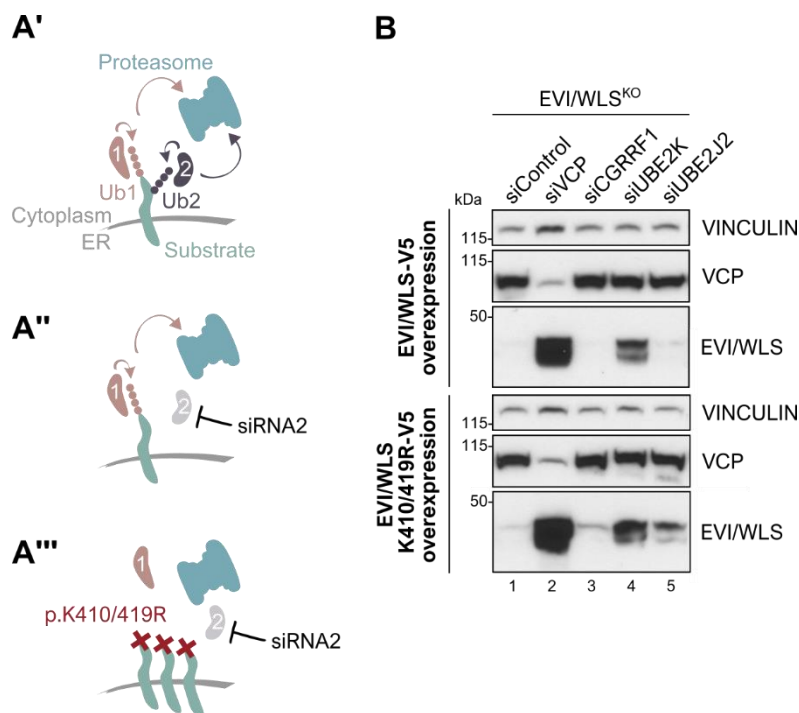 A'
Proteasome
1
2
Ub1
Ub2
Cytoplasm
ER
Substrate
A''
1
2
siRNA2
A'''
1
p.K410/419R
2
siRNA2
B
EVI/WLSKO
siControl
siVCP
siCGRRF1
siUBE2K
siUBE2J2
kDa
EVI/WLS-V5
overexpression
115
VINCULIN
115
VCP
50
EVI/WLS
EVI/WLS
K410/419R-V5
overexpression
115
VINCULIN
115
VCP
50
EVI/WLS
1 2 3 4 5